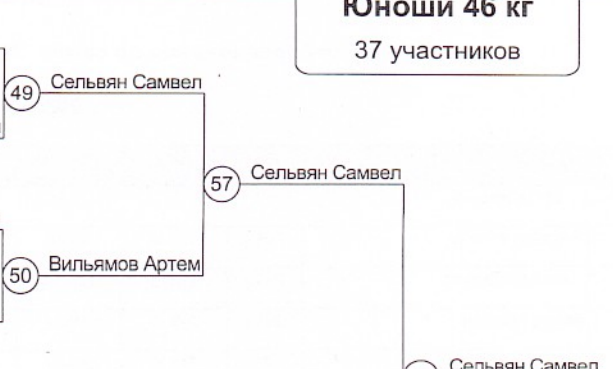 Юноши 46 кг
37 участников
49 Сельвян Самвел
57 Сельвян Самвел
50 Вильямов Артем
Сельвян Самвел